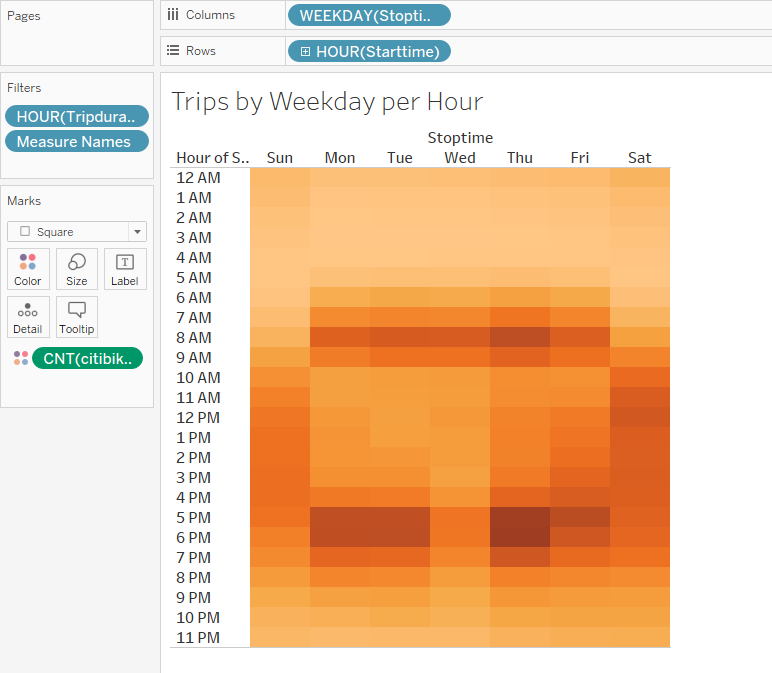 Pages
Columns
WEEKDAY(Stopti..
Rows
HOUR(Starttime)
Filters
HOUR(Tripdura..
Measure Names
Marks
Square
Color Size Label
Detail Tooltip
CNT(citibik..
Trips by Weekday per Hour
Stoptime
Hour of S.. Sun Mon Tue Wed Thu Fri Sat
12 AM
1 AM
2 AM
3 AM
4 AM
5 AM
6 AM
7 AM
8 AM
9 AM
10 AM
11 AM
12 PM
1 PM
2 PM
3 PM
4 PM
5 PM
6 PM
7 PM
8 PM
9 PM
10 PM
11 PM